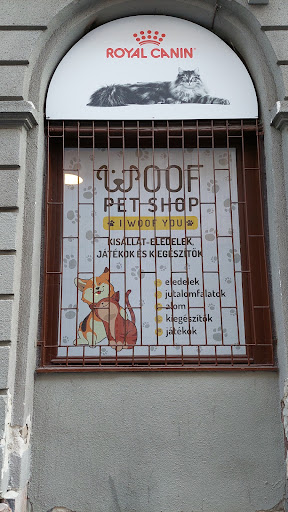 ROYAL CANIN
WOOF
PET SHOP
I WOOF YOU
KISÁLLAT-ELEDELEK,
JÁTÉKOK ÉS KIEGÉSZÍTŐK
eledelek
jutalomfalatok
alom
kiegészítők
játékok